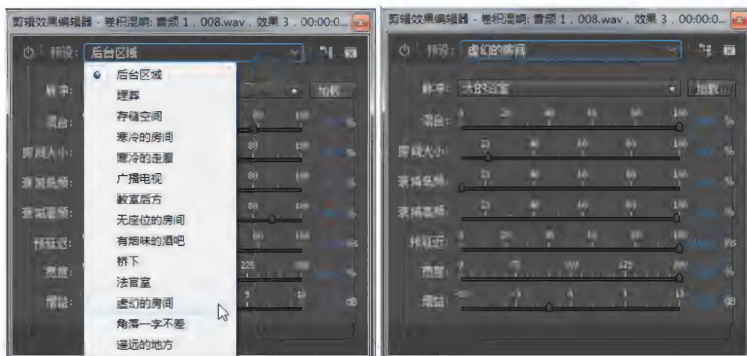 剪辑效果编辑器 - 卷积混响: 音频 1, 008.wav, 效果 3, 00:00:0...
预设: 后台区域
后台区域
埋葬
存储空间
寒冷的房间
寒冷的走廊
广播电视
教室后方
无座位的房间
有烟味的酒吧
桥下
法官室
虚幻的房间
角落一字不差
遥远的地方
脉冲:
加载...
混合:
房间大小:
衰减低频:
衰减高频:
预延迟:
宽度:
增益:
剪辑效果编辑器 - 卷积混响: 音频 1, 008.wav, 效果 3, 00:00:0...
预设: 虚幻的房间
脉冲: 大的浴室
加载...
混合:
房间大小:
衰减低频:
衰减高频:
预延迟:
宽度:
增益:
dB